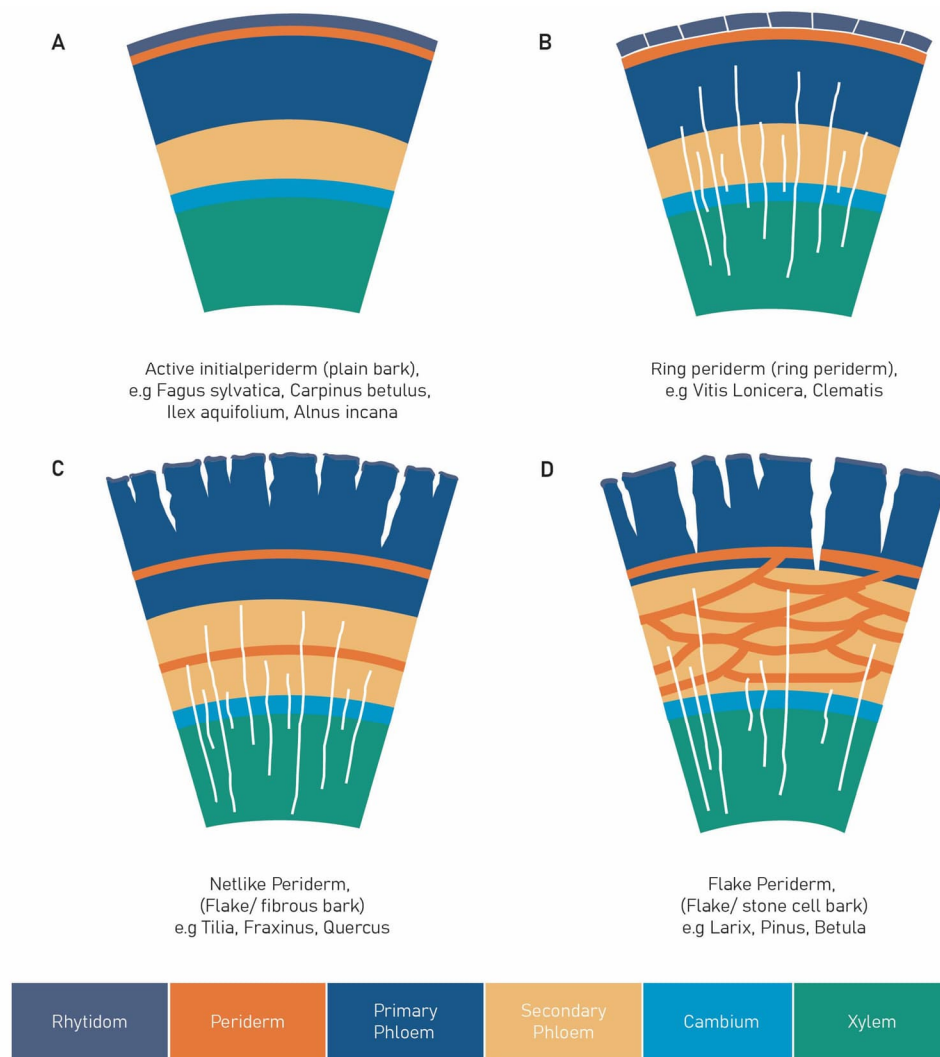 A
B
Active initialperiderm (plain bark),
e.g Fagus sylvatica, Carpinus betulus,
Ilex aquifolium, Alnus incana
Ring periderm (ring periderm),
e.g Vitis Lonicera, Clematis
C
D
Netlike Periderm,
(Flake/ fibrous bark)
e.g Tilia, Fraxinus, Quercus
Flake Periderm,
(Flake/ stone cell bark)
e.g Larix, Pinus, Betula
Rhytidom
Periderm
Primary
Phloem
Secondary
Phloem
Cambium
Xylem